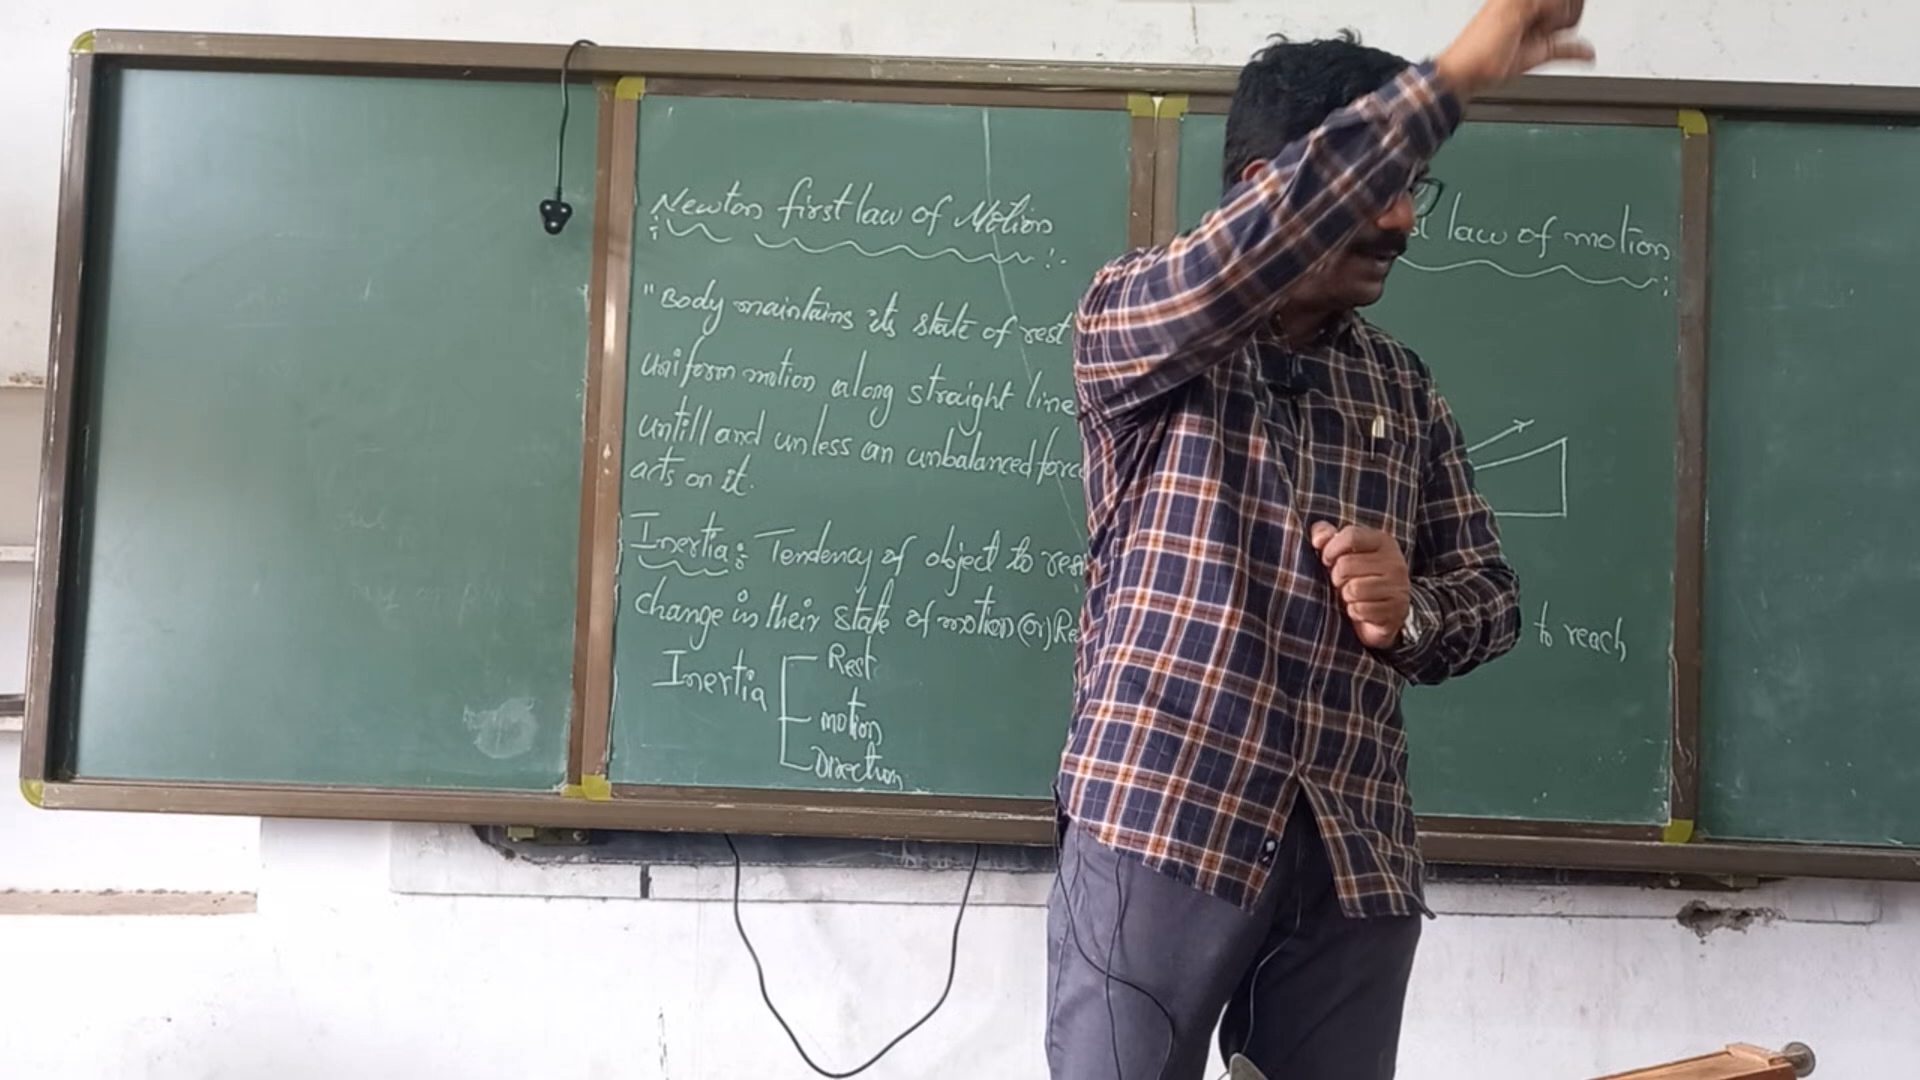 Newton first law of Motion :.
"Body maintains its state of rest
uniform motion along straight line
untill and unless an unbalanced force
acts on it.
Inertia: Tendency of object to
change in their state of motion (or)
Inertia
Rest
motion
Direction
law of motion :
to reach